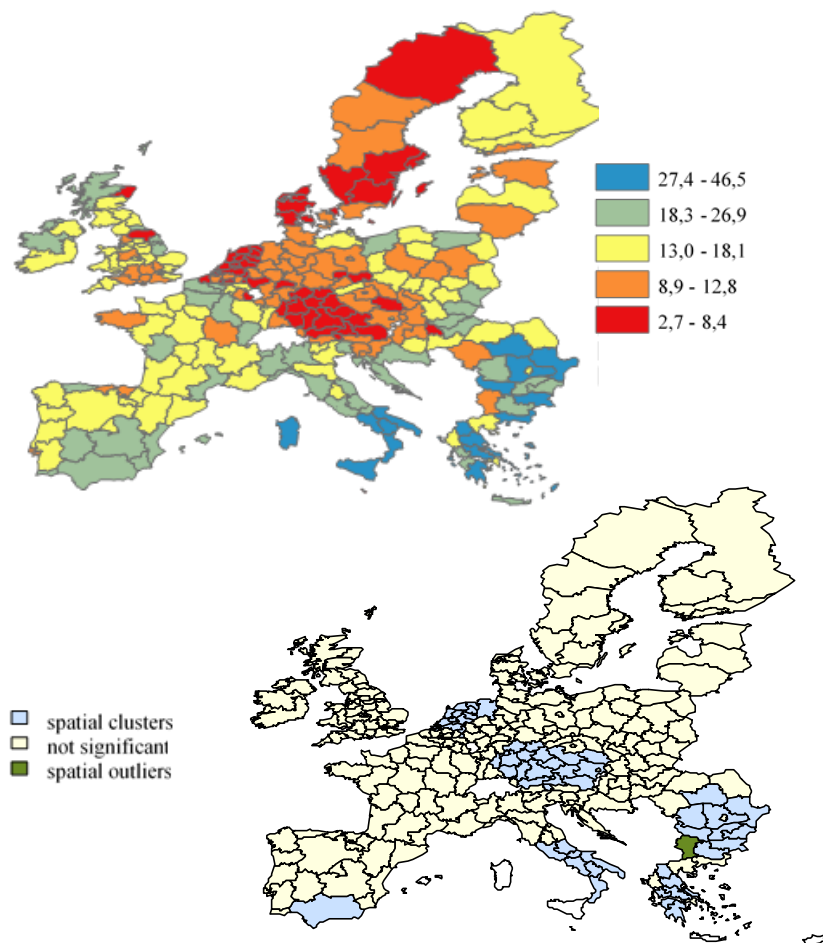 27,4 - 46,5
18,3 - 26,9
13,0 - 18,1
8,9 - 12,8
2,7 - 8,4
spatial clusters
not significant
spatial outliers